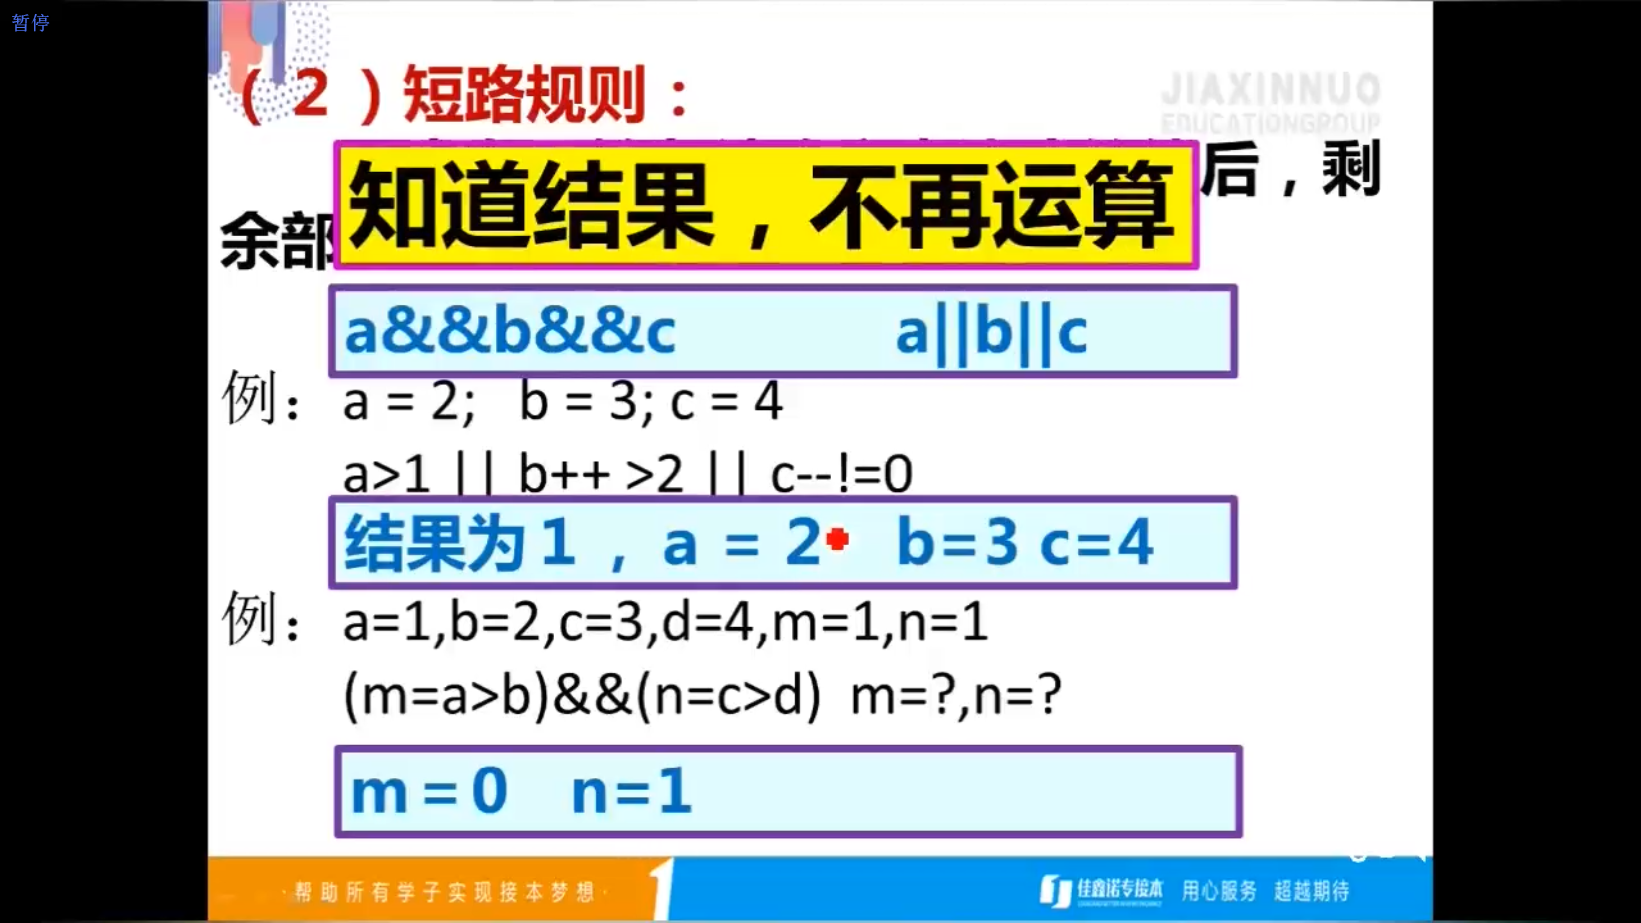 暂停
（2）短路规则：
JIAXINNUO
EDUCATIONGROUP
后，剩
知道结果，不再运算
余部
a&&b&&c a||b||c
例：a = 2; b = 3; c = 4
a>1 || b++ >2 || c--!=0
结果为1，a = 2 b=3 c=4
例：a=1,b=2,c=3,d=4,m=1,n=1
(m=a>b)&&(n=c>d) m=?,n=?
m=0 n=1
·帮助所有学子实现接本梦想·
佳鑫诺专接本 用心服务 超越期待